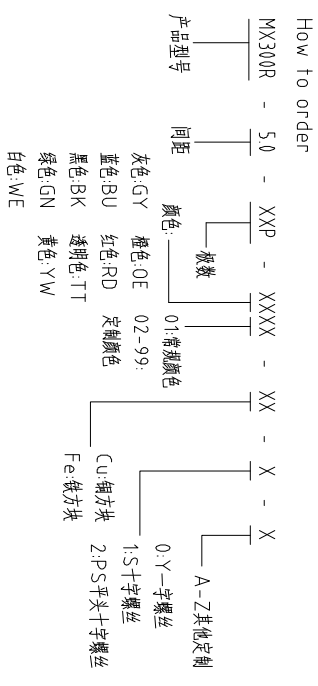 How to order
MX300R - 5.0 - XXP - XXXX - XX - X - X
产品型号
间距
极数
颜色:
灰色:GY 橙色:OE
蓝色:BU 红色:RD
黑色:BK 透明色:TT
绿色:GN 黄色:YW
白色:WE
01:常规颜色
02-99:
定制颜色
Cu:铜方块
Fe:铁方块
0:Y一字螺丝
1:S十字螺丝
2:PS平头十字螺丝
A-Z其他定制